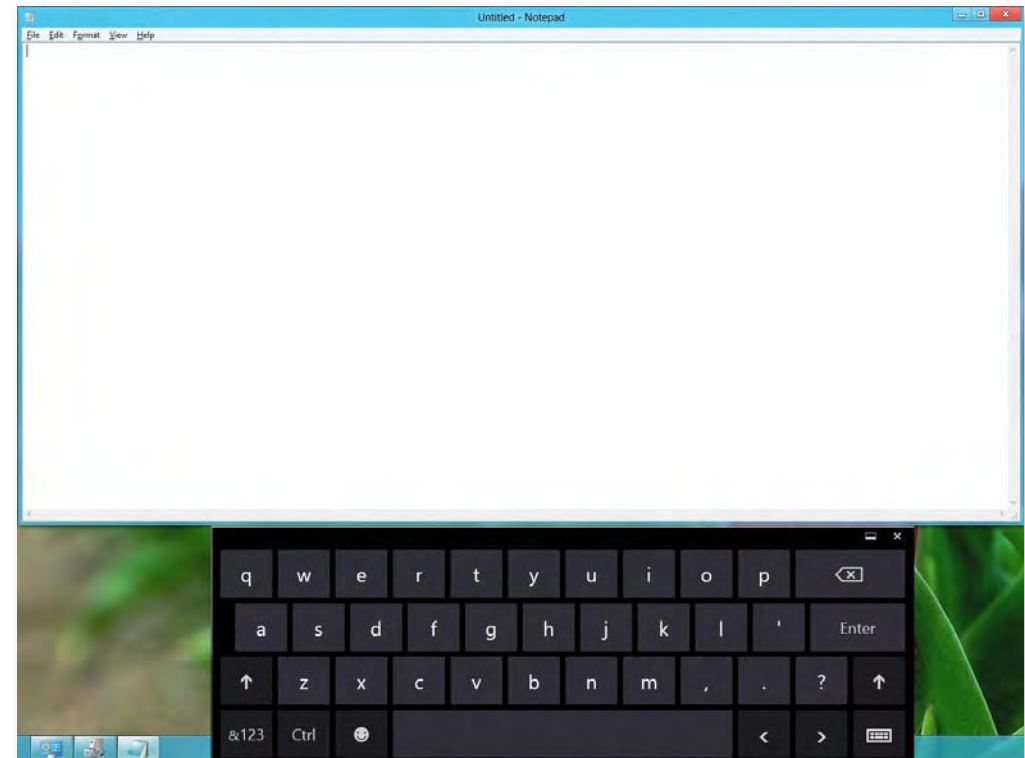 Untitled - Notepad
File Edit Format View Help
q w e r t y u i o p
a s d f g h j k l ' Enter
z x c v b n m , . ?
&123 Ctrl < >